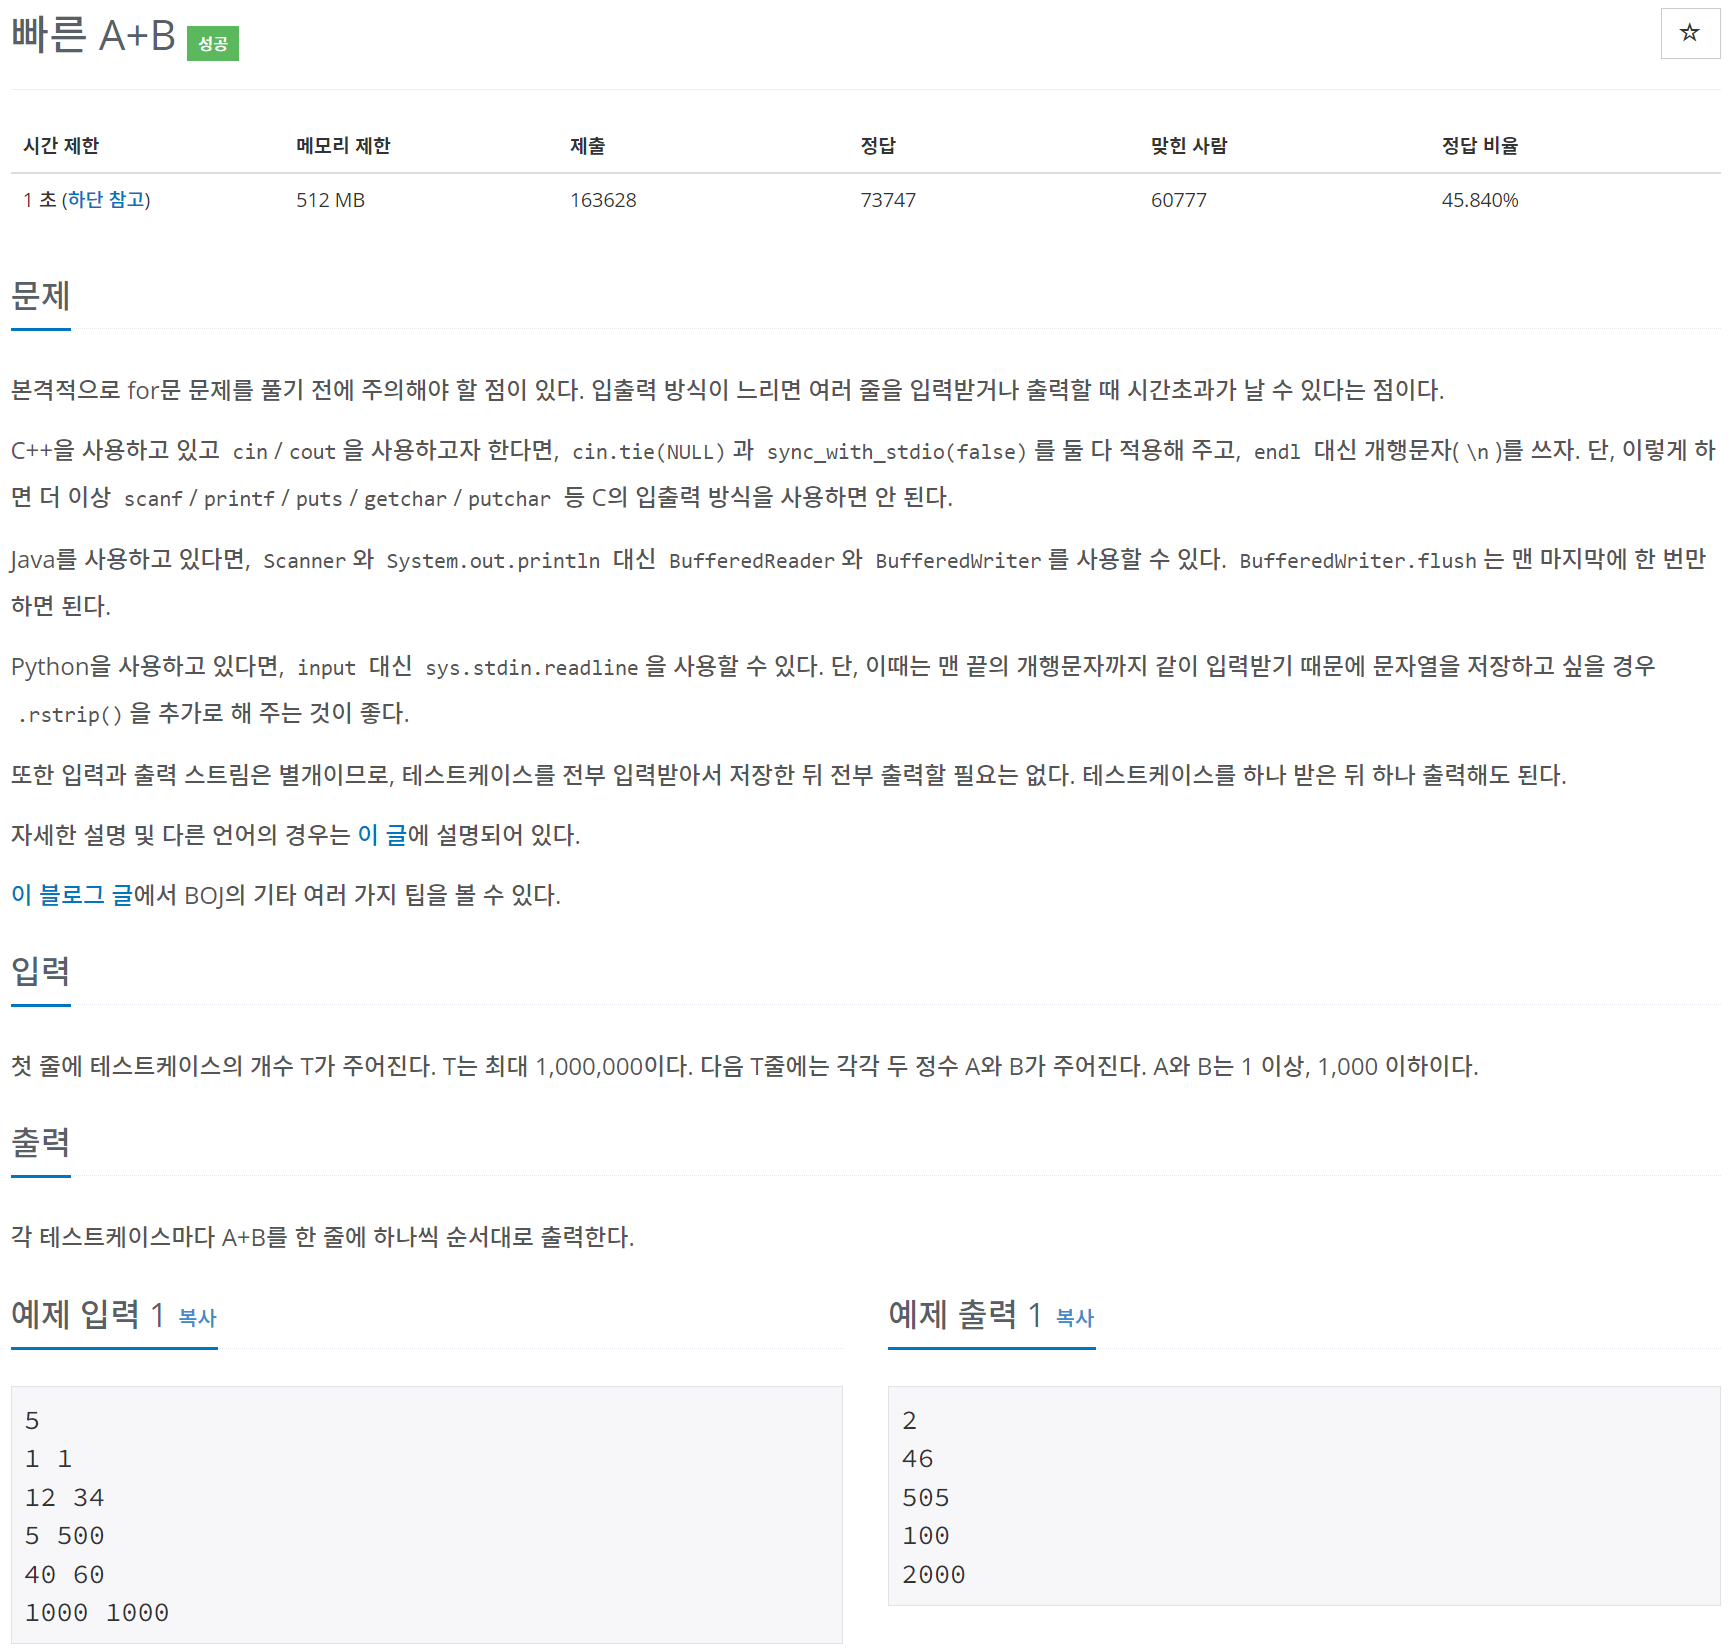 빠른 A+B 성공
☆
시간 제한 메모리 제한 제출 정답 맞힌 사람 정답 비율
1 초 (하단 참고) 512 MB 163628 73747 60777 45.840%
문제
본격적으로 for문 문제를 풀기 전에 주의해야 할 점이 있다. 입출력 방식이 느리면 여러 줄을 입력받거나 출력할 때 시간초과가 날 수 있다는 점이다.
C++을 사용하고 있고 cin / cout 을 사용하고자 한다면, cin.tie(NULL) 과 sync_with_stdio(false) 를 둘 다 적용해 주고, endl 대신 개행문자( \n )를 쓰자. 단, 이렇게 하
면 더 이상 scanf / printf / puts / getchar / putchar 등 C의 입출력 방식을 사용하면 안 된다.
Java를 사용하고 있다면, Scanner 와 System.out.println 대신 BufferedReader 와 BufferedWriter 를 사용할 수 있다. BufferedWriter.flush 는 맨 마지막에 한 번만
하면 된다.
Python을 사용하고 있다면, input 대신 sys.stdin.readline 을 사용할 수 있다. 단, 이때는 맨 끝의 개행문자까지 같이 입력받기 때문에 문자열을 저장하고 싶을 경우
.rstrip() 을 추가로 해 주는 것이 좋다.
또한 입력과 출력 스트림은 별개이므로, 테스트케이스를 전부 입력받아서 저장한 뒤 전부 출력할 필요는 없다. 테스트케이스를 하나 받은 뒤 하나 출력해도 된다.
자세한 설명 및 다른 언어의 경우는 이 글에 설명되어 있다.
이 블로그 글에서 BOJ의 기타 여러 가지 팁을 볼 수 있다.
입력
첫 줄에 테스트케이스의 개수 T가 주어진다. T는 최대 1,000,000이다. 다음 T줄에는 각각 두 정수 A와 B가 주어진다. A와 B는 1 이상, 1,000 이하이다.
출력
각 테스트케이스마다 A+B를 한 줄에 하나씩 순서대로 출력한다.
예제 입력 1 복사
5
1 1
12 34
5 500
40 60
1000 1000
예제 출력 1 복사
2
46
505
100
2000